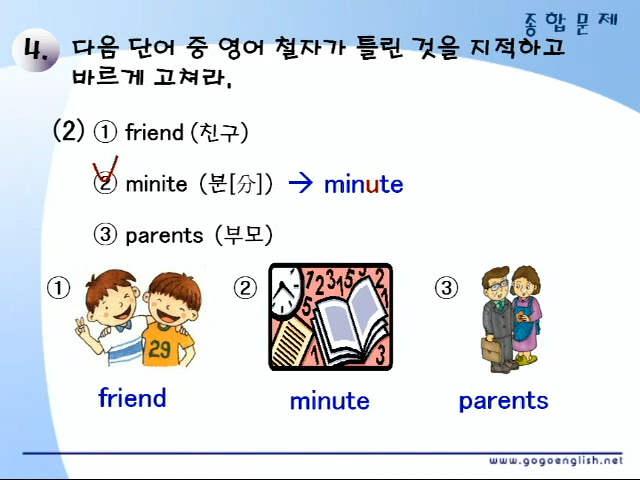 종합문제
4. 다음 단어 중 영어 철자가 틀린 것을 지적하고
바르게 고쳐라.
(2) ① friend (친구)
② minite (분[分]) → minute
③ parents (부모)
① ② ③
29
friend minute parents
www.gogoenglish.net